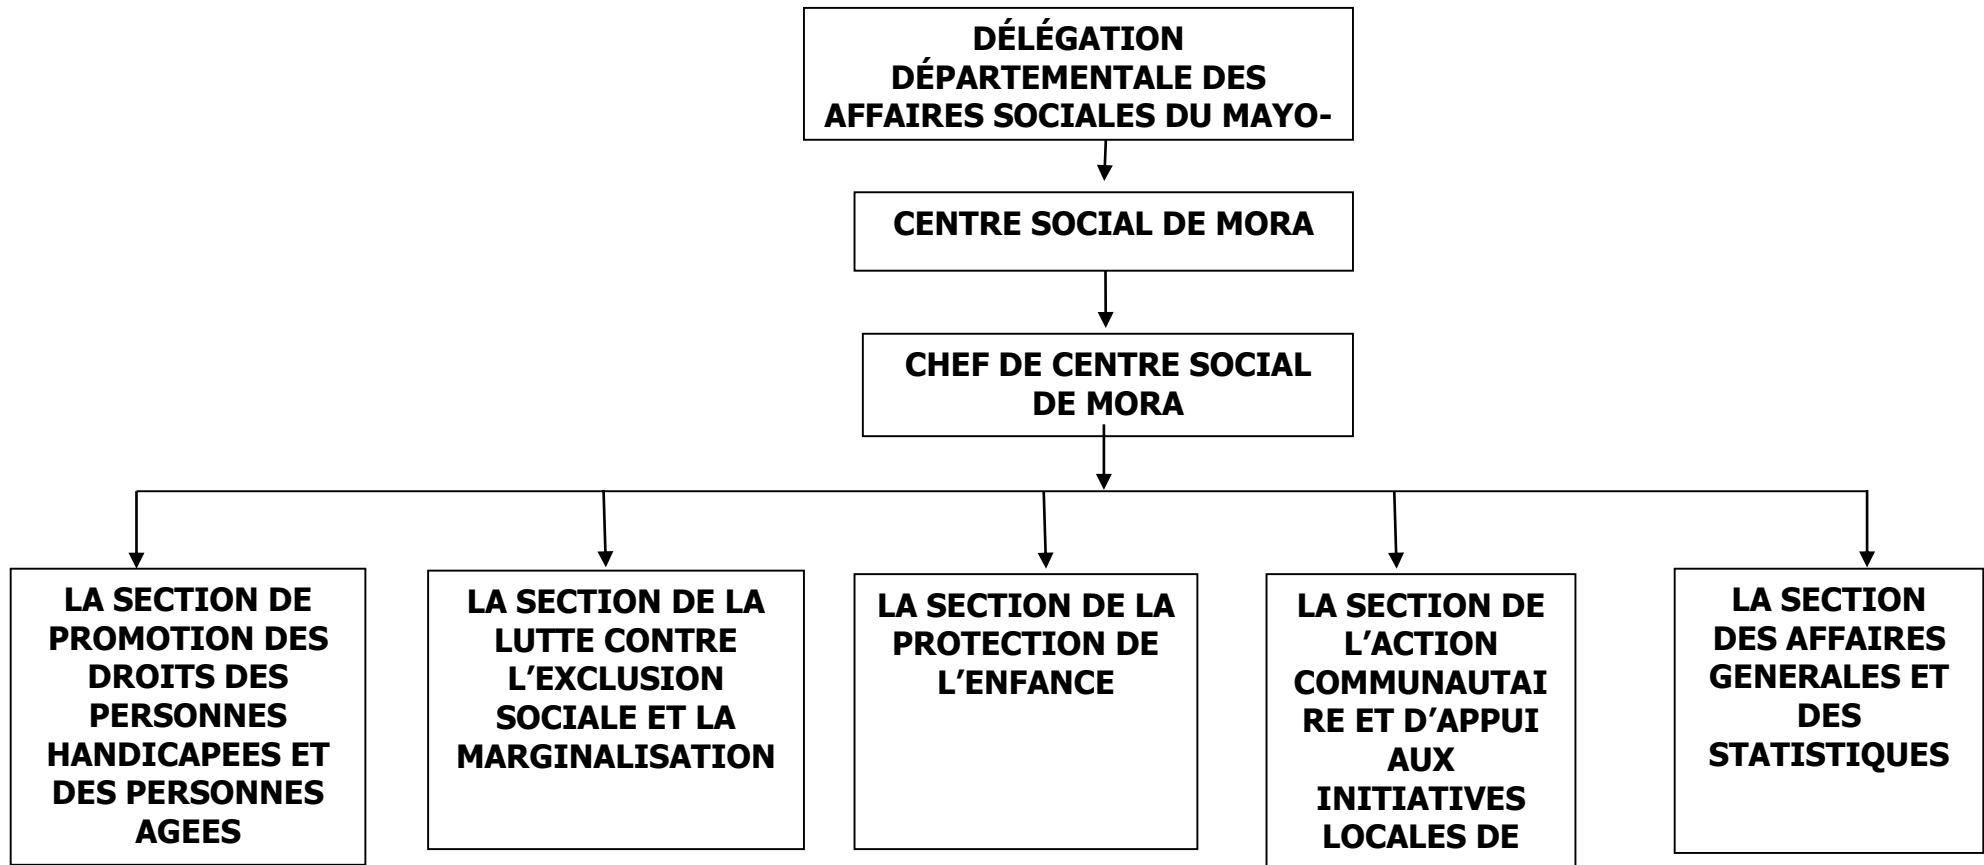 DÉLÉGATION
DÉPARTEMENTALE DES
AFFAIRES SOCIALES DU MAYO-
CENTRE SOCIAL DE MORA
CHEF DE CENTRE SOCIAL
DE MORA
LA SECTION DE
PROMOTION DES
DROITS DES
PERSONNES
HANDICAPEES ET
DES PERSONNES
AGEES
LA SECTION DE LA
LUTTE CONTRE
L’EXCLUSION
SOCIALE ET LA
MARGINALISATION
LA SECTION DE LA
PROTECTION DE
L’ENFANCE
LA SECTION DE
L’ACTION
COMMUNAUTAI
RE ET D’APPUI
AUX
INITIATIVES
LOCALES DE
LA SECTION
DES AFFAIRES
GENERALES ET
DES
STATISTIQUES